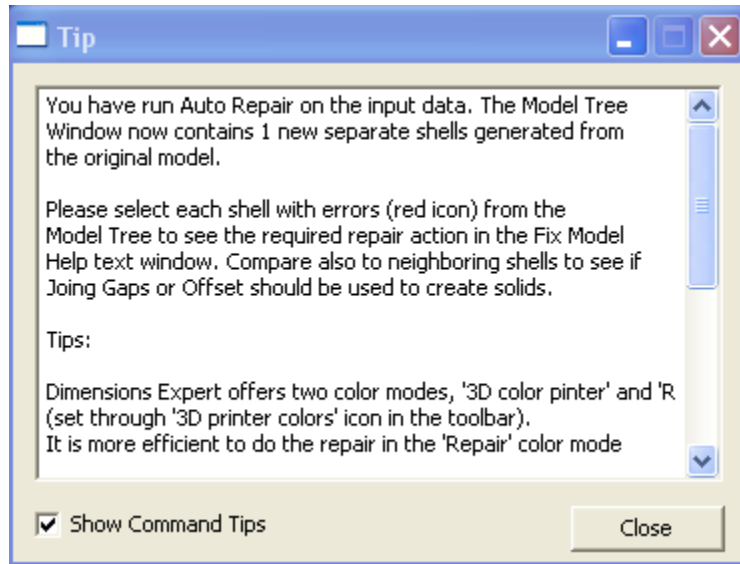 Tip
You have run Auto Repair on the input data. The Model Tree
Window now contains 1 new separate shells generated from
the original model.
Please select each shell with errors (red icon) from the
Model Tree to see the required repair action in the Fix Model
Help text window. Compare also to neighboring shells to see if
Joing Gaps or Offset should be used to create solids.
Tips:
Dimensions Expert offers two color modes, '3D color pinter' and 'R
(set through '3D printer colors' icon in the toolbar).
It is more efficient to do the repair in the 'Repair' color mode
Show Command Tips
Close